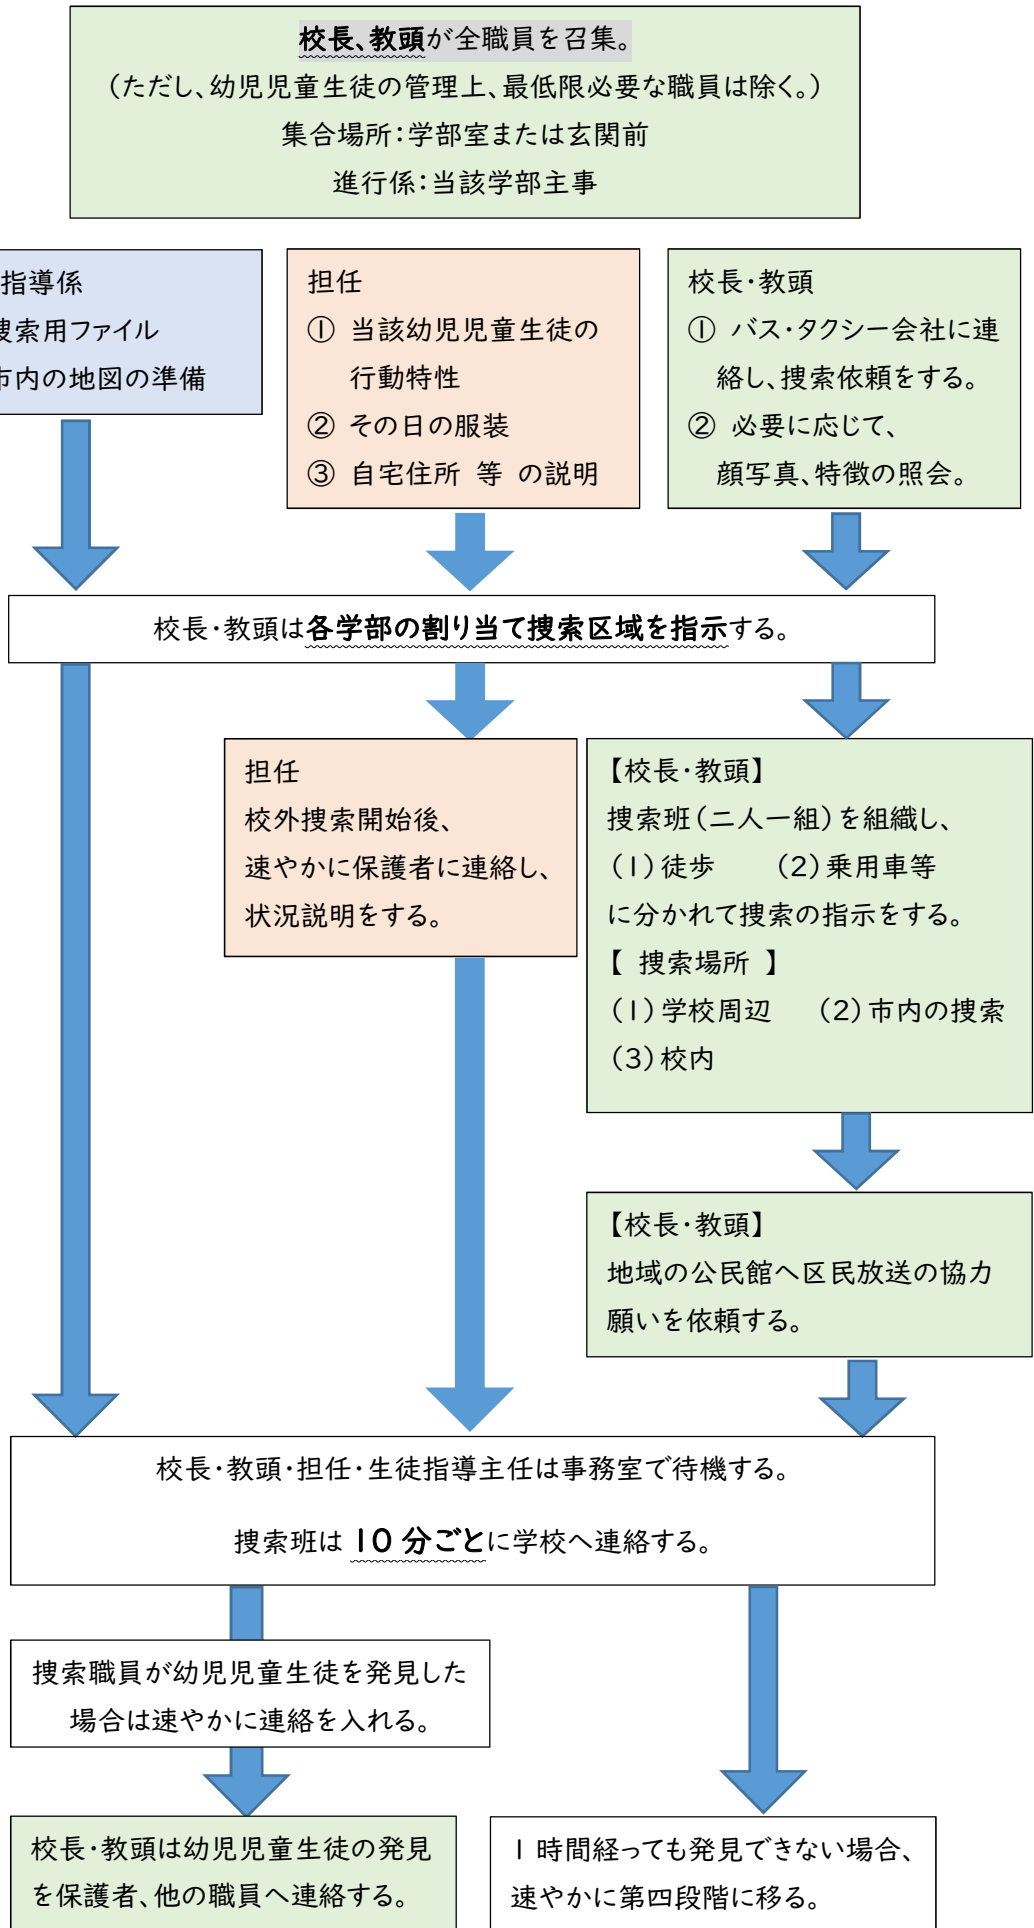 校長、教頭が全職員を召集。
（ただし、幼児児童生徒の管理上、最低限必要な職員は除く。）
集合場所：学部室または玄関前
進行係：当該学部主事
指導係
捜索用ファイル
市内の地図の準備
担任
① 当該幼児児童生徒の
行動特性
② その日の服装
③ 自宅住所 等 の説明
校長・教頭
① バス・タクシー会社に連
絡し、捜索依頼をする。
② 必要に応じて、
顔写真、特徴の照会。
校長・教頭は各学部の割り当て捜索区域を指示する。
担任
校外捜索開始後、
速やかに保護者に連絡し、
状況説明をする。
【校長・教頭】
捜索班（二人一組）を組織し、
（1）徒歩 （2）乗用車等
に分かれて捜索の指示をする。
【 捜索場所 】
（1）学校周辺 （2）市内の捜索
（3）校内
【校長・教頭】
地域の公民館へ区民放送の協力
願いを依頼する。
校長・教頭・担任・生徒指導主任は事務室で待機する。
捜索班は 10 分ごとに学校へ連絡する。
捜索職員が幼児児童生徒を発見した
場合は速やかに連絡を入れる。
校長・教頭は幼児児童生徒の発見
を保護者、他の職員へ連絡する。
1 時間経っても発見できない場合、
速やかに第四段階に移る。